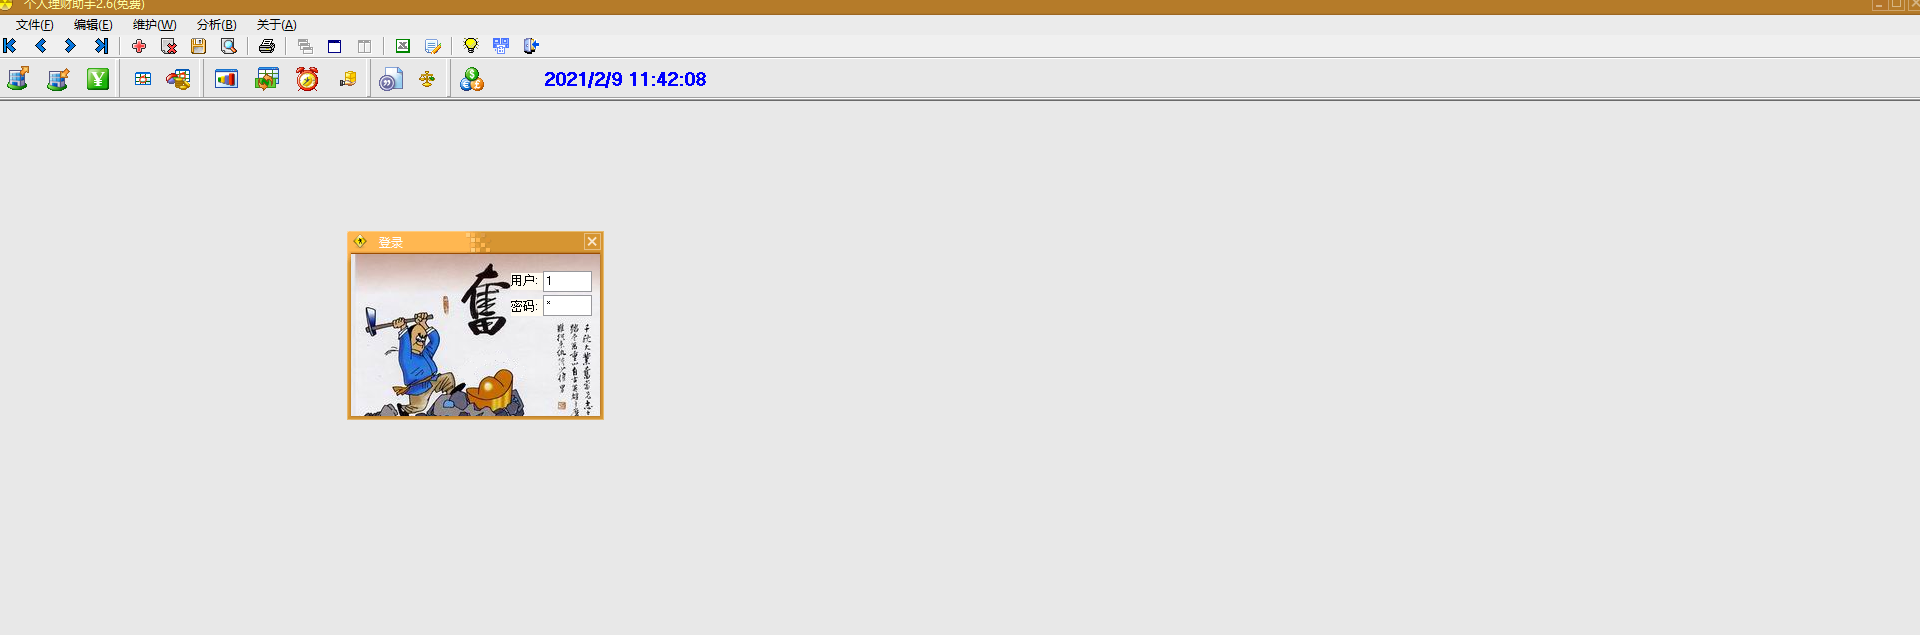 个人理财助手2.6(免费)
文件(F) 编辑(E) 维护(W) 分析(B) 关于(A)
2021/2/9 11:42:08
登录
奮
用户: 1
密码: *